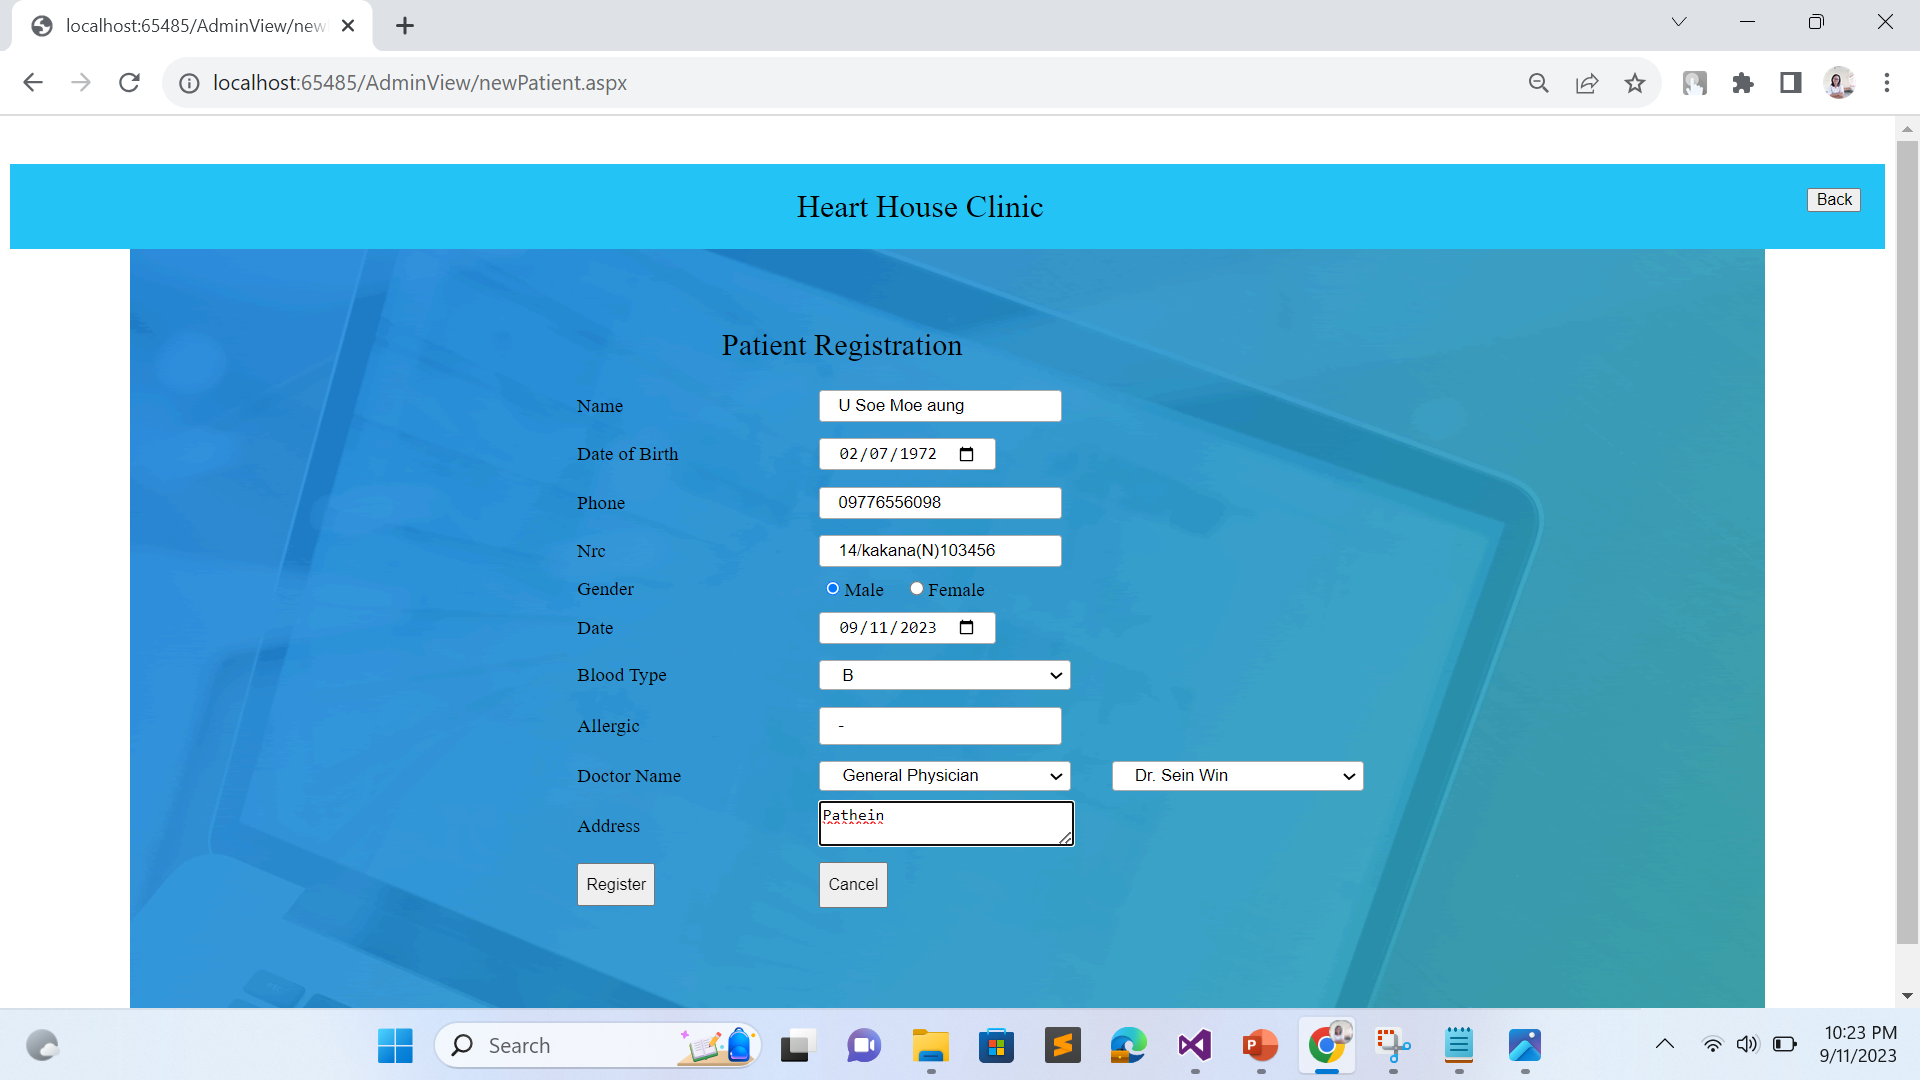 localhost:65485/AdminView/new
localhost:65485/AdminView/newPatient.aspx
Heart House Clinic
Back
Patient Registration
Name U Soe Moe aung
Date of Birth 02/07/1972
Phone 09776556098
Nrc 14/kakana(N)103456
Gender Male Female
Date 09/11/2023
Blood Type B
Allergic -
Doctor Name General Physician Dr. Sein Win
Address Pathein
Register Cancel
Search
10:23 PM
9/11/2023